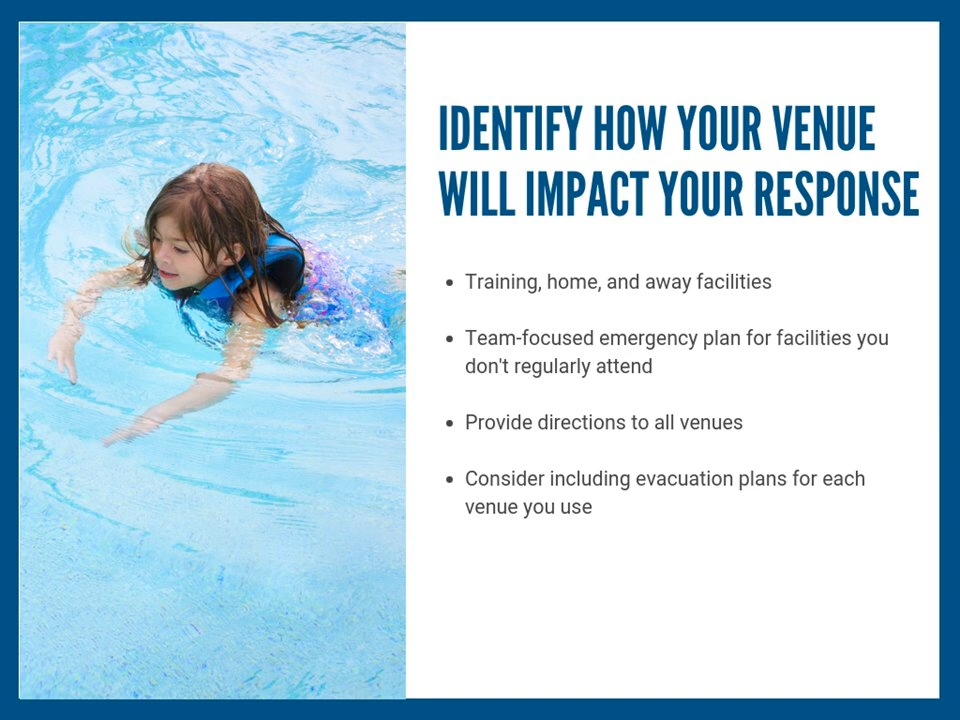 IDENTIFY HOW YOUR VENUE
WILL IMPACT YOUR RESPONSE
• Training, home, and away facilities
• Team-focused emergency plan for facilities you
don't regularly attend
• Provide directions to all venues
• Consider including evacuation plans for each
venue you use